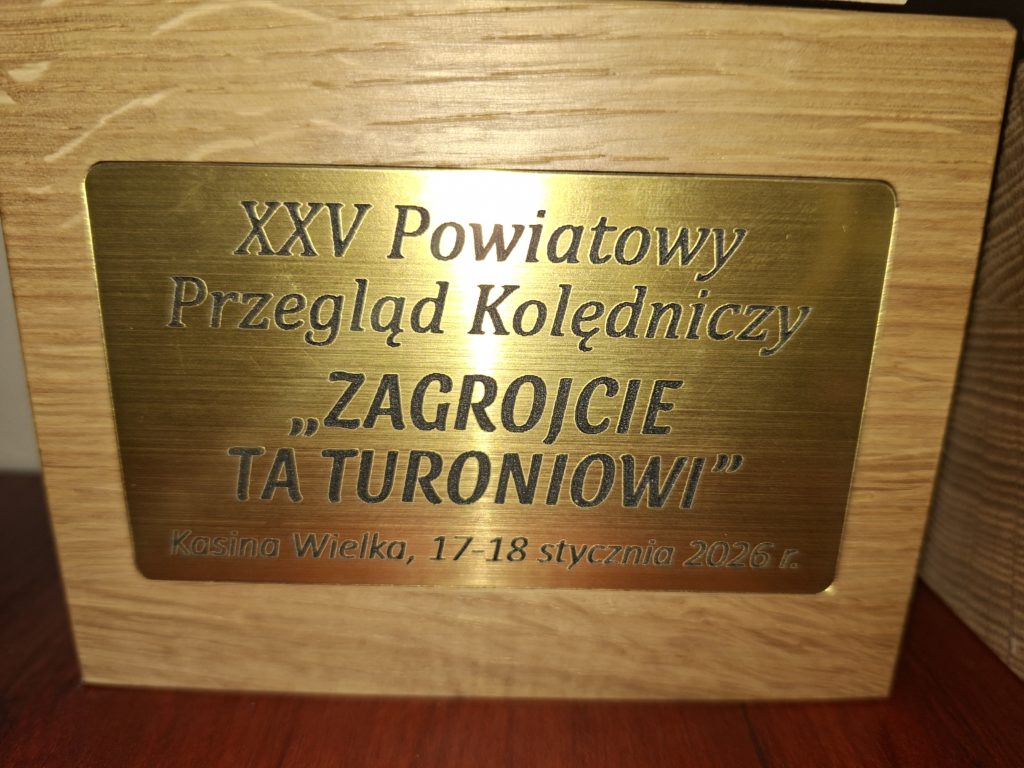 XXV Powiatowy
Przegląd Kolędniczy
„ZAGROJCIE
TA TURONIOWI”
Kasina Wielka, 17-18 stycznia 2026 r.